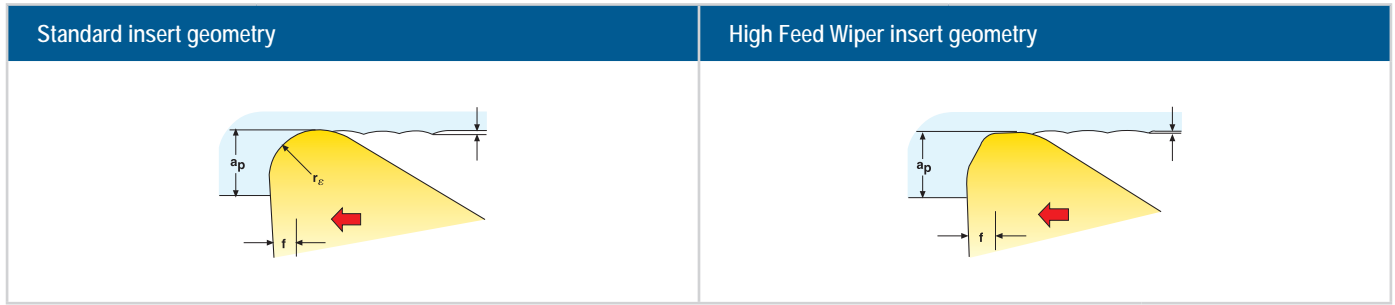 Standard insert geometry
High Feed Wiper insert geometry
ap
rε
f
ap
f